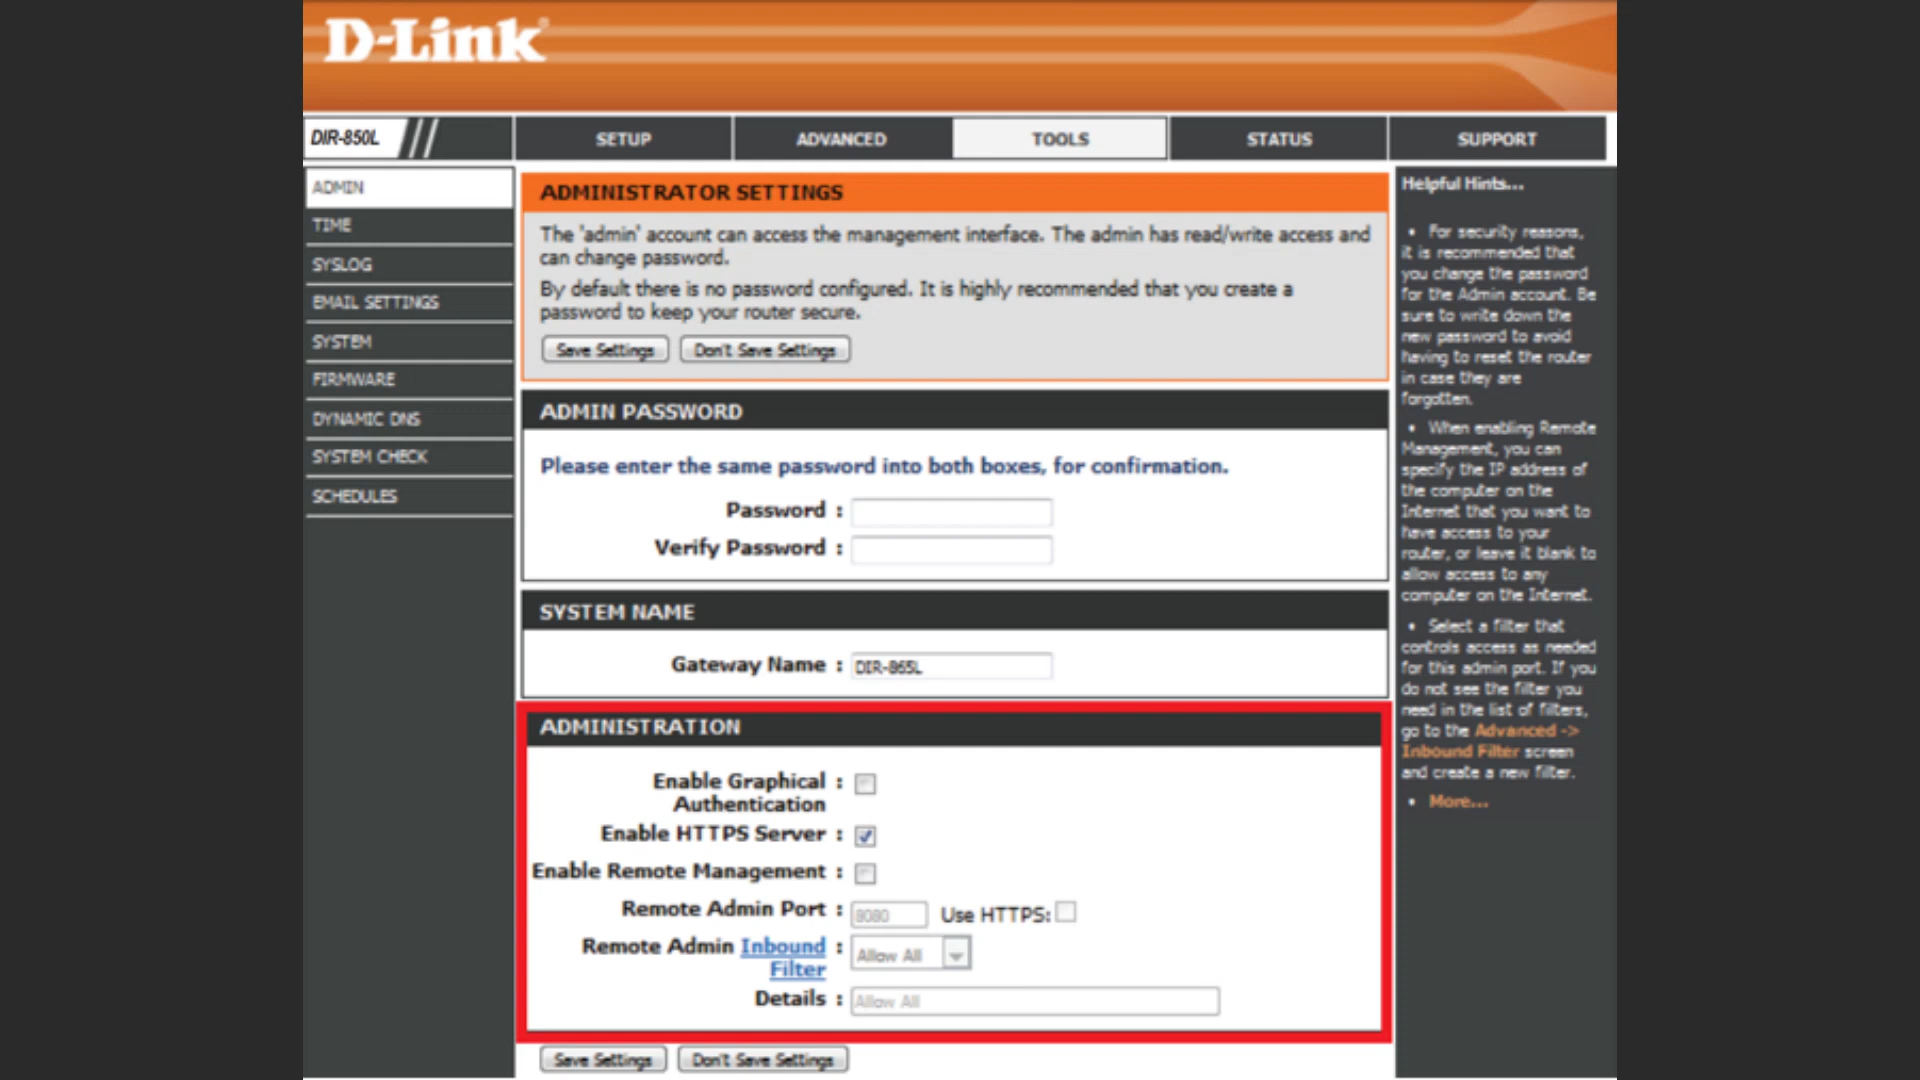 D-Link
DIR-850L
SETUP
ADVANCED
TOOLS
STATUS
SUPPORT
ADMIN
TIME
SYSLOG
EMAIL SETTINGS
SYSTEM
FIRMWARE
DYNAMIC DNS
SYSTEM CHECK
SCHEDULES
ADMINISTRATOR SETTINGS
The 'admin' account can access the management interface. The admin has read/write access and
can change password.
By default there is no password configured. It is highly recommended that you create a
password to keep your router secure.
Save Settings
Don't Save Settings
ADMIN PASSWORD
Please enter the same password into both boxes, for confirmation.
Password :
Verify Password :
SYSTEM NAME
Gateway Name : DIR-865L
ADMINISTRATION
Enable Graphical :
Authentication
Enable HTTPS Server :
Enable Remote Management :
Remote Admin Port : 8080 Use HTTPS:
Remote Admin Inbound : Allow All
Filter
Details : Allow All
Save Settings
Don't Save Settings
Helpful Hints...
• For security reasons,
it is recommended that
you change the password
for the Admin account. Be
sure to write down the
new password to avoid
having to reset the router
in case they are
forgotten.
• When enabling Remote
Management, you can
specify the IP address of
the computer on the
Internet that you want to
have access to your
router, or leave it blank to
allow access to any
computer on the Internet.
• Select a filter that
controls access as needed
for this admin port. If you
do not see the filter you
need in the list of filters,
go to the Advanced ->
Inbound Filter screen
and create a new filter.
• More...